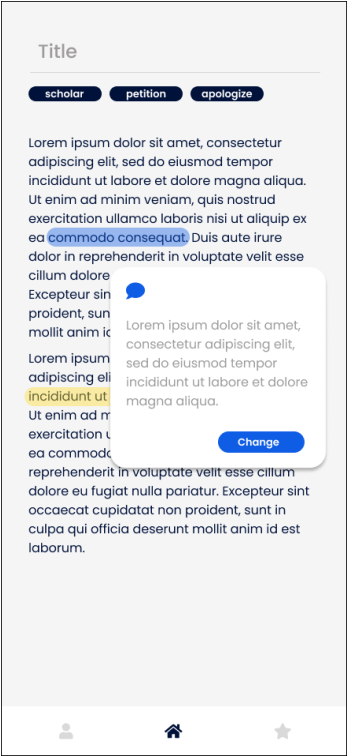 Title
scholar petition apologize
Lorem ipsum dolor sit amet, consectetur
adipiscing elit, sed do eiusmod tempor
incididunt ut labore et dolore magna aliqua.
Ut enim ad minim veniam, quis nostrud
exercitation ullamco laboris nisi ut aliquip ex
ea commodo consequat. Duis aute irure
dolor in reprehenderit in voluptate velit esse
cillum dolore
Excepteur sin
proident, sun
mollit anim id
Lorem ipsum
adipiscing eli
incididunt ut
Ut enim ad m
exercitation u
ea commodo
reprehenderit in voluptate velit esse cillum
dolore eu fugiat nulla pariatur. Excepteur sint
occaecat cupidatat non proident, sunt in
culpa qui officia deserunt mollit anim id est
laborum.
Lorem ipsum dolor sit amet,
consectetur adipiscing elit,
sed do eiusmod tempor
incididunt ut labore et dolore
magna aliqua.
Change